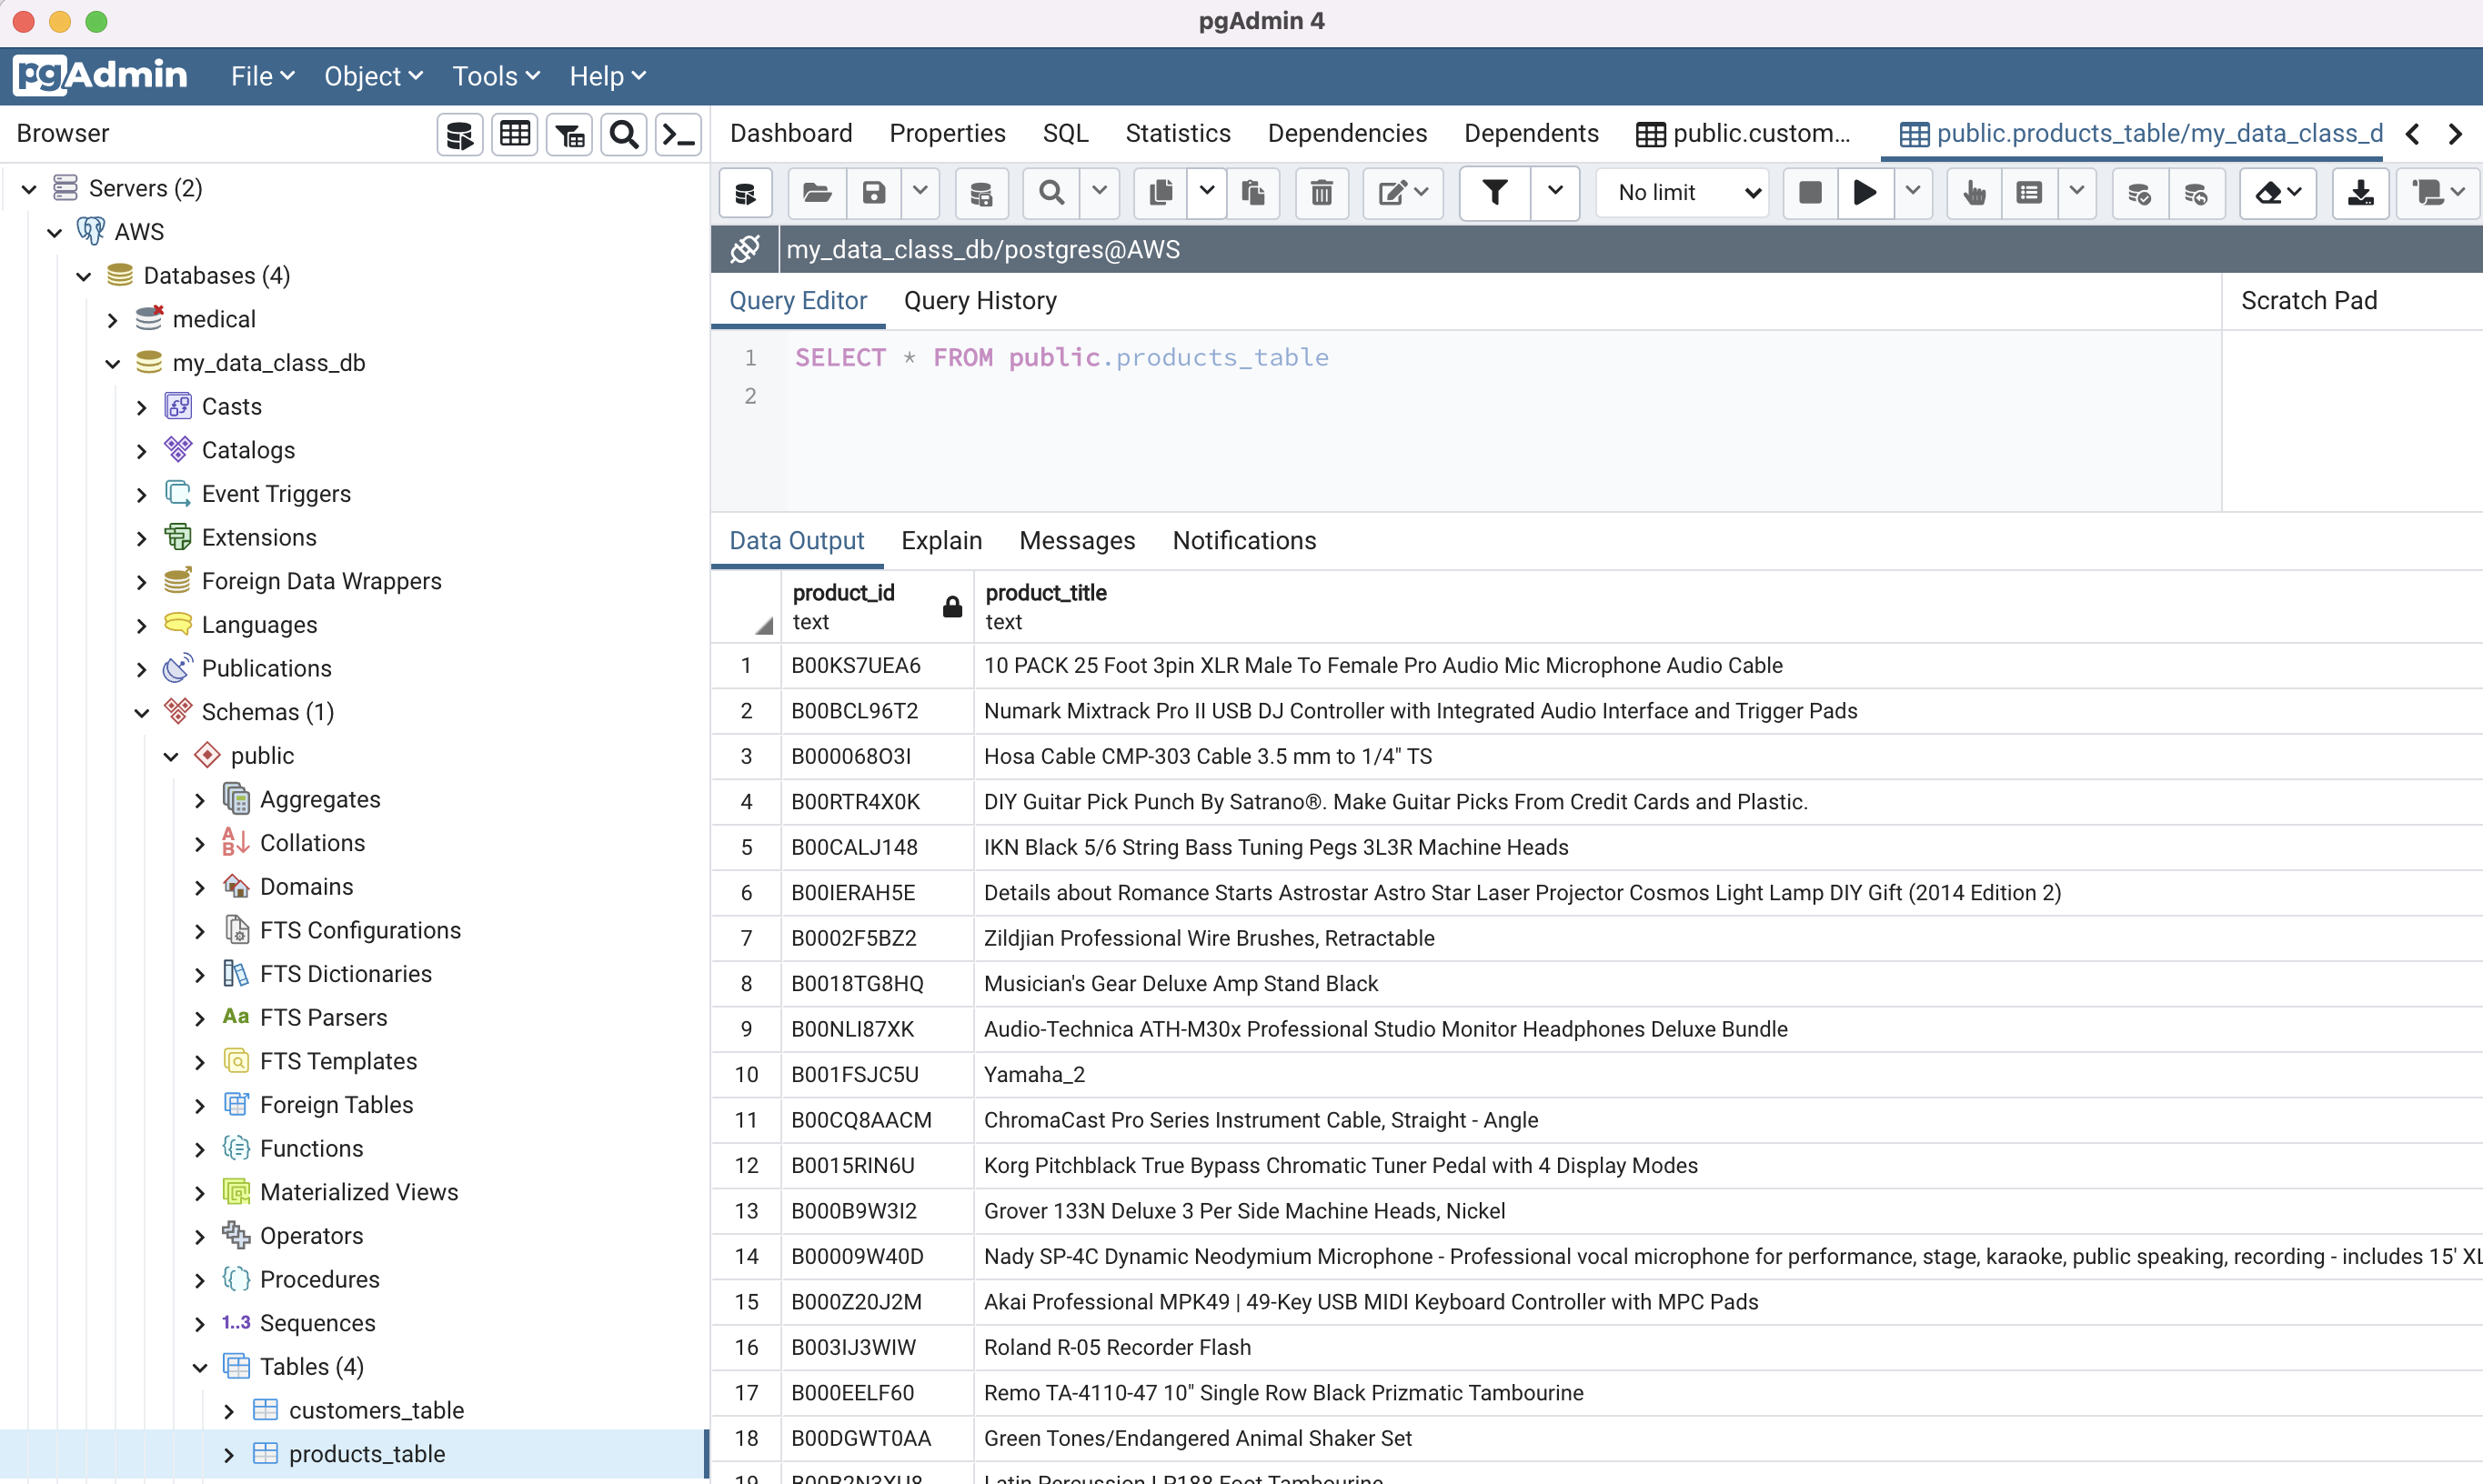 pgAdmin 4
pgAdmin File Object Tools Help
Browser
Dashboard Properties SQL Statistics Dependencies Dependents public.custom... public.products_table/my_data_class_d
Servers (2)
AWS
Databases (4)
medical
my_data_class_db
Casts
Catalogs
Event Triggers
Extensions
Foreign Data Wrappers
Languages
Publications
Schemas (1)
public
Aggregates
Collations
Domains
FTS Configurations
FTS Dictionaries
Aa FTS Parsers
FTS Templates
Foreign Tables
Functions
Materialized Views
Operators
Procedures
1..3 Sequences
Tables (4)
customers_table
products_table
No limit
my_data_class_db/postgres@AWS
Query Editor Query History Scratch Pad
1 SELECT * FROM public.products_table
2
Data Output Explain Messages Notifications
product_id product_title
text text
1 B00KS7UEA6 10 PACK 25 Foot 3pin XLR Male To Female Pro Audio Mic Microphone Audio Cable
2 B00BCL96T2 Numark Mixtrack Pro II USB DJ Controller with Integrated Audio Interface and Trigger Pads
3 B000068O3I Hosa Cable CMP-303 Cable 3.5 mm to 1/4" TS
4 B00RTR4X0K DIY Guitar Pick Punch By Satrano®. Make Guitar Picks From Credit Cards and Plastic.
5 B00CALJ148 IKN Black 5/6 String Bass Tuning Pegs 3L3R Machine Heads
6 B00IERAH5E Details about Romance Starts Astrostar Astro Star Laser Projector Cosmos Light Lamp DIY Gift (2014 Edition 2)
7 B0002F5BZ2 Zildjian Professional Wire Brushes, Retractable
8 B0018TG8HQ Musician's Gear Deluxe Amp Stand Black
9 B00NLI87XK Audio-Technica ATH-M30x Professional Studio Monitor Headphones Deluxe Bundle
10 B001FSJC5U Yamaha_2
11 B00CQ8AACM ChromaCast Pro Series Instrument Cable, Straight - Angle
12 B0015RIN6U Korg Pitchblack True Bypass Chromatic Tuner Pedal with 4 Display Modes
13 B000B9W3I2 Grover 133N Deluxe 3 Per Side Machine Heads, Nickel
14 B00009W40D Nady SP-4C Dynamic Neodymium Microphone - Professional vocal microphone for performance, stage, karaoke, public speaking, recording - includes 15' XL
15 B000Z20J2M Akai Professional MPK49 | 49-Key USB MIDI Keyboard Controller with MPC Pads
16 B003IJ3WIW Roland R-05 Recorder Flash
17 B000EELF60 Remo TA-4110-47 10" Single Row Black Prizmatic Tambourine
18 B00DGWT0AA Green Tones/Endangered Animal Shaker Set
19 Latin Percussion LP188 Foot Tambourine